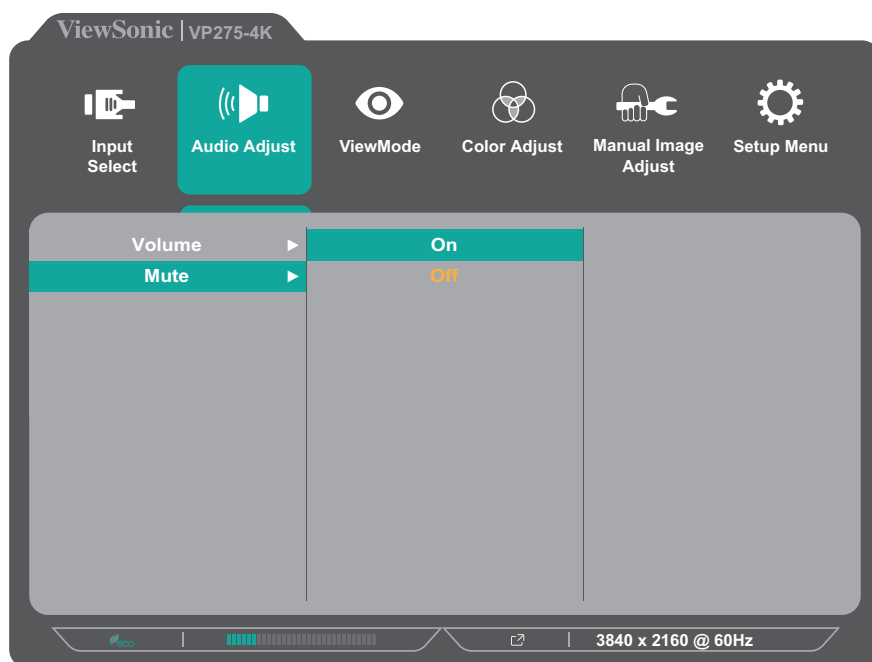 ViewSonic | VP275-4K
Input Select
Audio Adjust
ViewMode
Color Adjust
Manual Image Adjust
Setup Menu
Volume
On
Mute
Off
eco
3840 x 2160 @ 60Hz